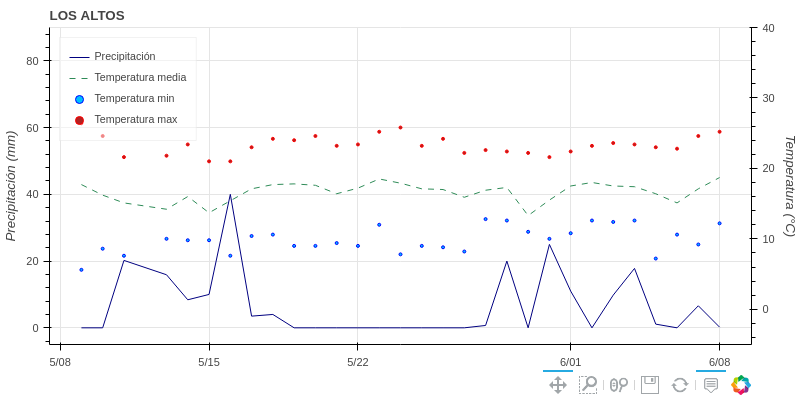 LOS ALTOS
Precipitación
Temperatura media
Temperatura min
Temperatura max
Precipitación (mm)
80
60
40
20
0
Temperatura (°C)
40
30
20
10
0
5/08
5/15
5/22
6/01
6/08